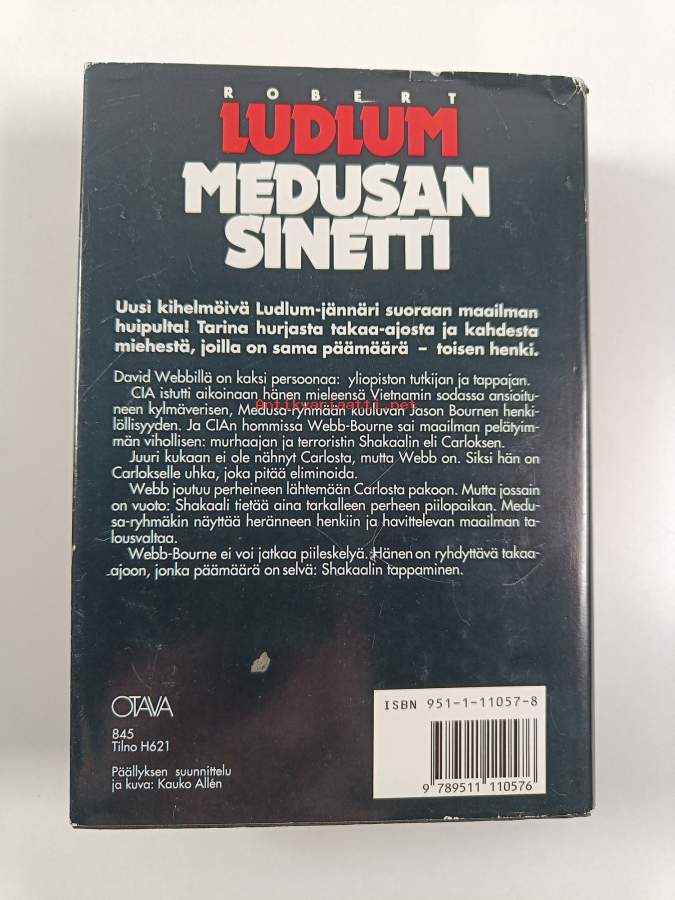 ROBERT
LUDLUM
MEDUSAN
SINETTI
Uusi kihelmöivä Ludlum-jännäri suoraan maailman
huipulta! Tarina hurjasta takaa-ajosta ja kahdesta
miehestä, joilla on sama päämäärä – toisen henki.
David Webbillä on kaksi persoonaa: yliopiston tutkijan ja tappajan.
CIA istutti aikoinaan hänen mieleensä Vietnamin sodassa ansioitu-
neen kylmäverisen, Medusa-ryhmään kuuluvan Jason Bournen henki-
Antikvariaatti.net
löllisyyden. Ja CIAn hommissa Webb-Bourne sai maailman pelätyim-
män vihollisen: murhaajan ja terroristin Shakaalin eli Carloksen.
Juuri kukaan ei ole nähnyt Carlosta, mutta Webb on. Siksi hän on
Carlokselle uhka, joka pitää eliminoida.
Webb joutuu perheineen lähtemään Carlosta pakoon. Mutta jossain
on vuoto: Shakaali tietää aina tarkalleen perheen piilopaikan. Medu-
sa-ryhmäkin näyttää heränneen henkiin ja havittelevan maailman ta-
lousvaltaa.
Webb-Bourne ei voi jatkaa piileskelyä. Hänen on ryhdyttävä takaa-
ajoon, jonka päämäärä on selvä: Shakaalin tappaminen.
OTAVA
845
Tilno H621
Päällyksen suunnittelu
ja kuva: Kauko Allén
ISBN 951-1-11057-8
9 789511 110576